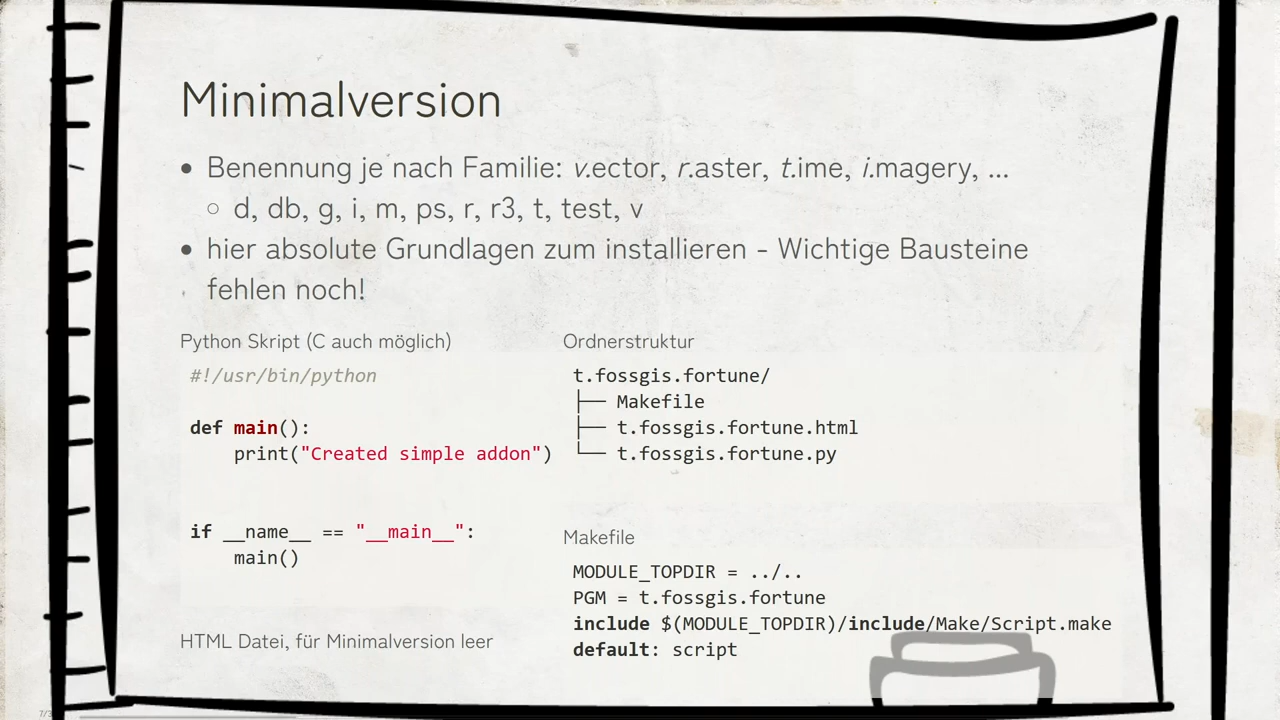 Minimalversion
• Benennung je nach Familie: v.ector, r.aster, t.ime, i.magery, ...
○ d, db, g, i, m, ps, r, r3, t, test, v
• hier absolute Grundlagen zum installieren - Wichtige Bausteine
fehlen noch!
Python Skript (C auch möglich)
#!/usr/bin/python
def main():
    print("Created simple addon")
if __name__ == "__main__":
    main()
HTML Datei, für Minimalversion leer
Ordnerstruktur
t.fossgis.fortune/
├── Makefile
├── t.fossgis.fortune.html
└── t.fossgis.fortune.py
Makefile
MODULE_TOPDIR = ../..
PGM = t.fossgis.fortune
include $(MODULE_TOPDIR)/include/Make/Script.make
default: script